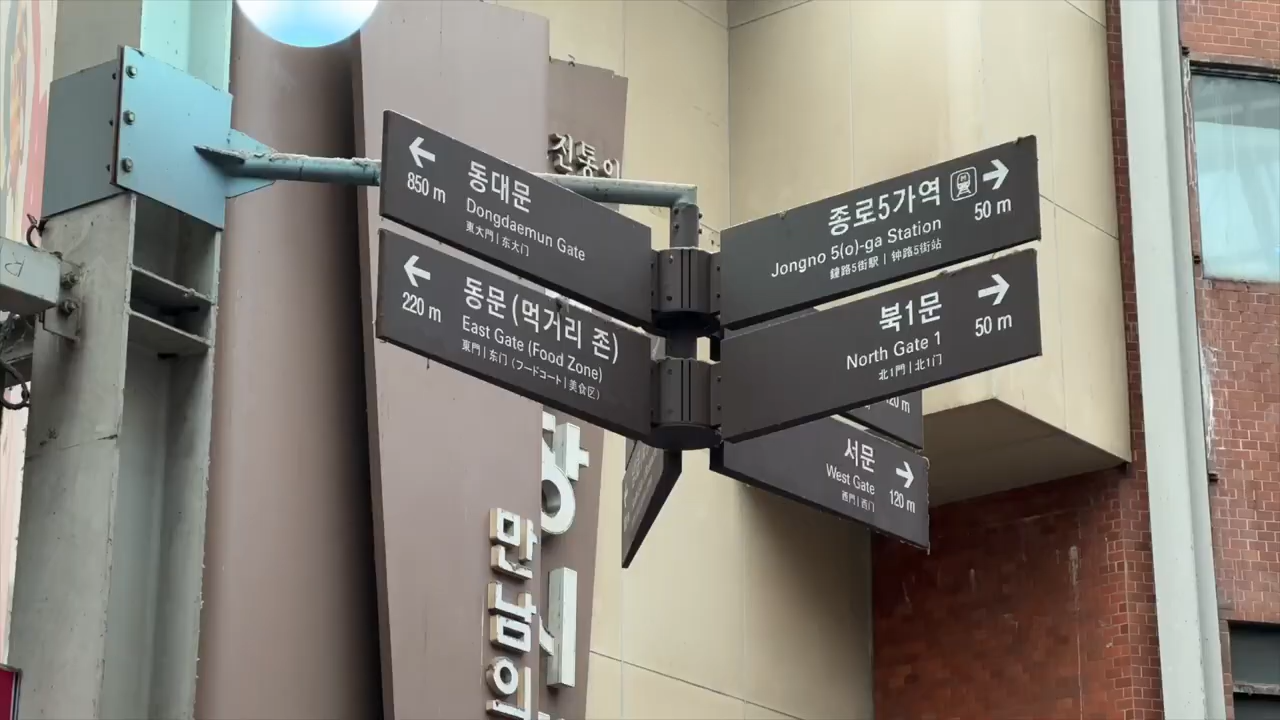 전통이
←
850 m
동대문
Dongdaemun Gate
東大門 | 东大门
←
220 m
동문 (먹거리 존)
East Gate (Food Zone)
東門 | 东门 (フードコート | 美食区)
종로5가역 →
50 m
Jongno 5(o)-ga Station
鐘路5街駅 | 钟路5街站
북1문 →
50 m
North Gate 1
北1門 | 北1门
서문 →
West Gate 120 m
西門 | 西门
만남의